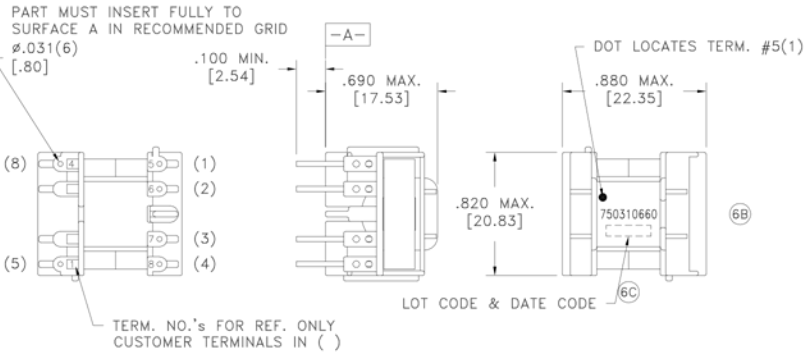 PART MUST INSERT FULLY TO
SURFACE A IN RECOMMENDED GRID
ø.031(6)
[.80]
-A-
.100 MIN.
[2.54]
.690 MAX.
[17.53]
DOT LOCATES TERM. #5(1)
.880 MAX.
[22.35]
(8)
4
5
(1)
6
(2)
7
(3)
(5)
1
8
(4)
.820 MAX.
[20.83]
750310660
6B
LOT CODE & DATE CODE
6C
TERM. NO.'s FOR REF. ONLY
CUSTOMER TERMINALS IN ( )